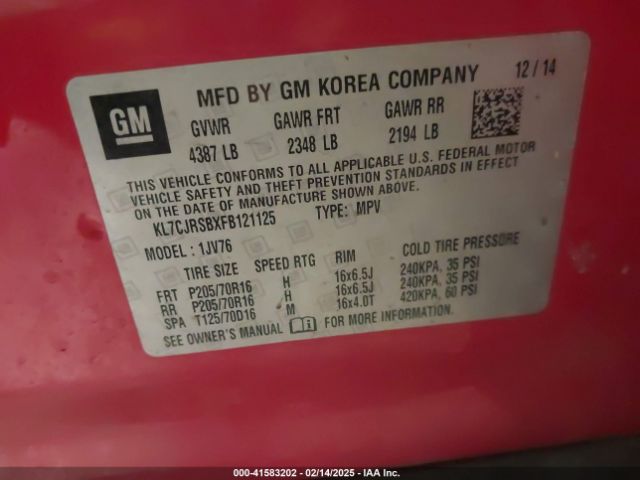 GM
MFD BY GM KOREA COMPANY 12/14
GVWR GAWR FRT GAWR RR
4387 LB 2348 LB 2194 LB
THIS VEHICLE CONFORMS TO ALL APPLICABLE U.S. FEDERAL MOTOR
VEHICLE SAFETY AND THEFT PREVENTION STANDARDS IN EFFECT
ON THE DATE OF MANUFACTURE SHOWN ABOVE.
KL7CJRSBXFB121125 TYPE: MPV
MODEL: 1JV76
TIRE SIZE SPEED RTG RIM COLD TIRE PRESSURE
FRT P205/70R16 H 16x6.5J 240KPA, 35 PSI
RR P205/70R16 H 16x6.5J 240KPA, 35 PSI
SPA T125/70D16 M 16x4.0T 420KPA, 60 PSI
SEE OWNER'S MANUAL FOR ADDITIONAL INFORMATION.
000-41583202 - 02/14/2025 - IAA Inc.